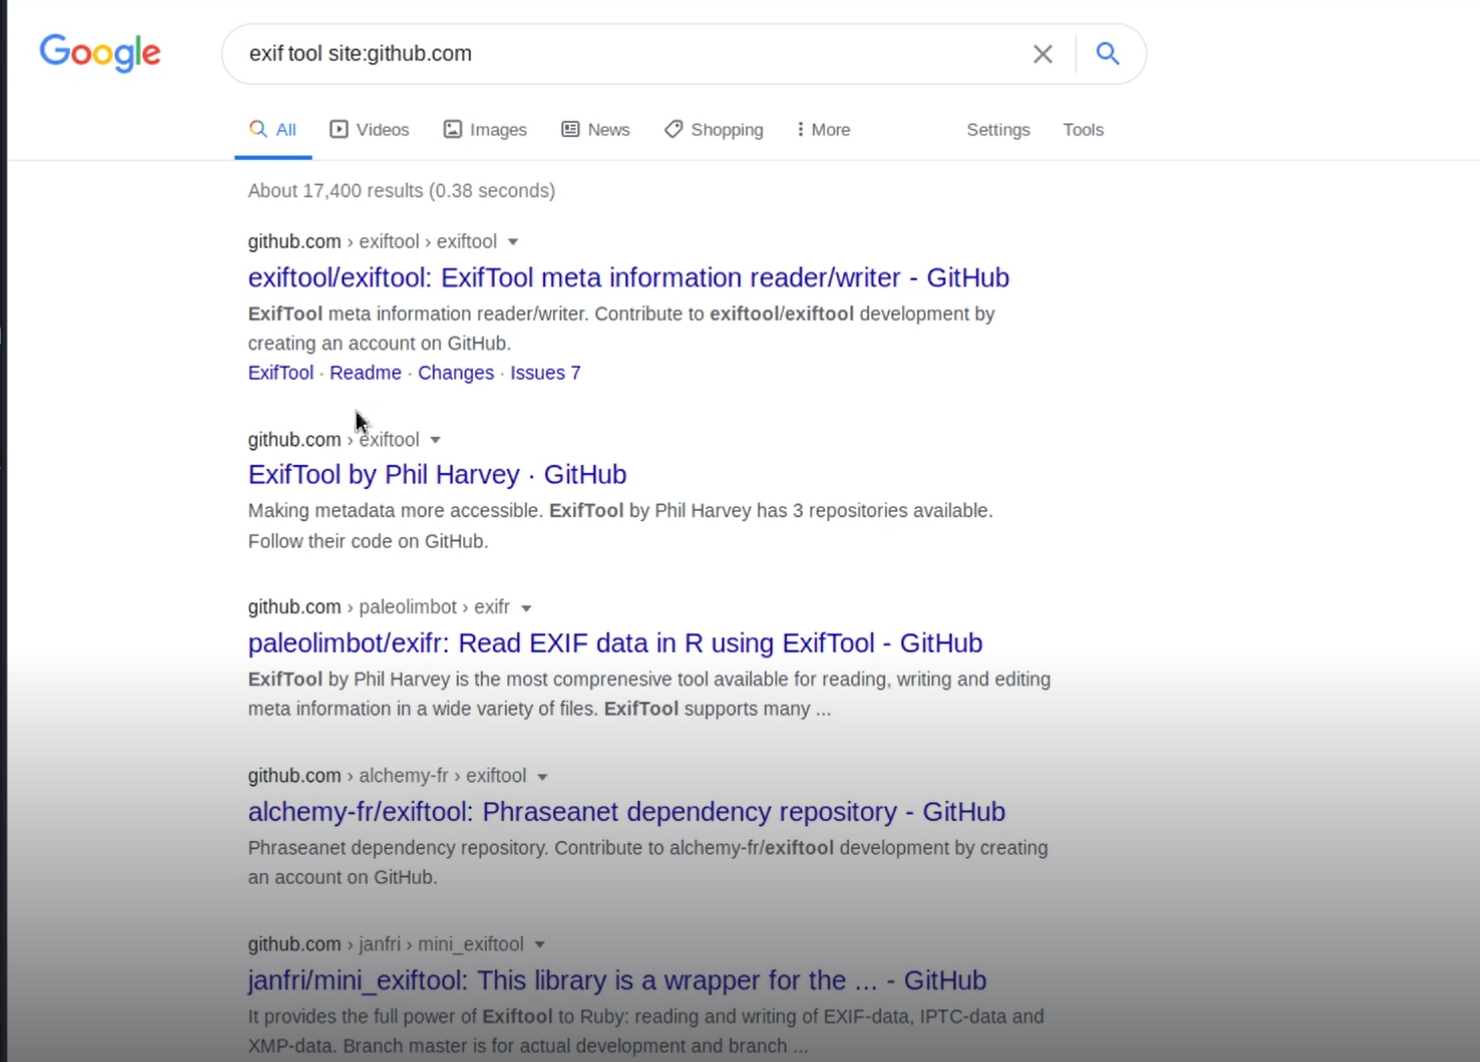 Google
exif tool site:github.com
All Videos Images News Shopping More Settings Tools
About 17,400 results (0.38 seconds)
github.com › exiftool › exiftool
exiftool/exiftool: ExifTool meta information reader/writer - GitHub
ExifTool meta information reader/writer. Contribute to exiftool/exiftool development by
creating an account on GitHub.
ExifTool · Readme · Changes · Issues 7
github.com › exiftool
ExifTool by Phil Harvey · GitHub
Making metadata more accessible. ExifTool by Phil Harvey has 3 repositories available.
Follow their code on GitHub.
github.com › paleolimbot › exifr
paleolimbot/exifr: Read EXIF data in R using ExifTool - GitHub
ExifTool by Phil Harvey is the most comprenesive tool available for reading, writing and editing
meta information in a wide variety of files. ExifTool supports many ...
github.com › alchemy-fr › exiftool
alchemy-fr/exiftool: Phraseanet dependency repository - GitHub
Phraseanet dependency repository. Contribute to alchemy-fr/exiftool development by creating
an account on GitHub.
github.com › janfri › mini_exiftool
janfri/mini_exiftool: This library is a wrapper for the ... - GitHub
It provides the full power of Exiftool to Ruby: reading and writing of EXIF-data, IPTC-data and
XMP-data. Branch master is for actual development and branch ...